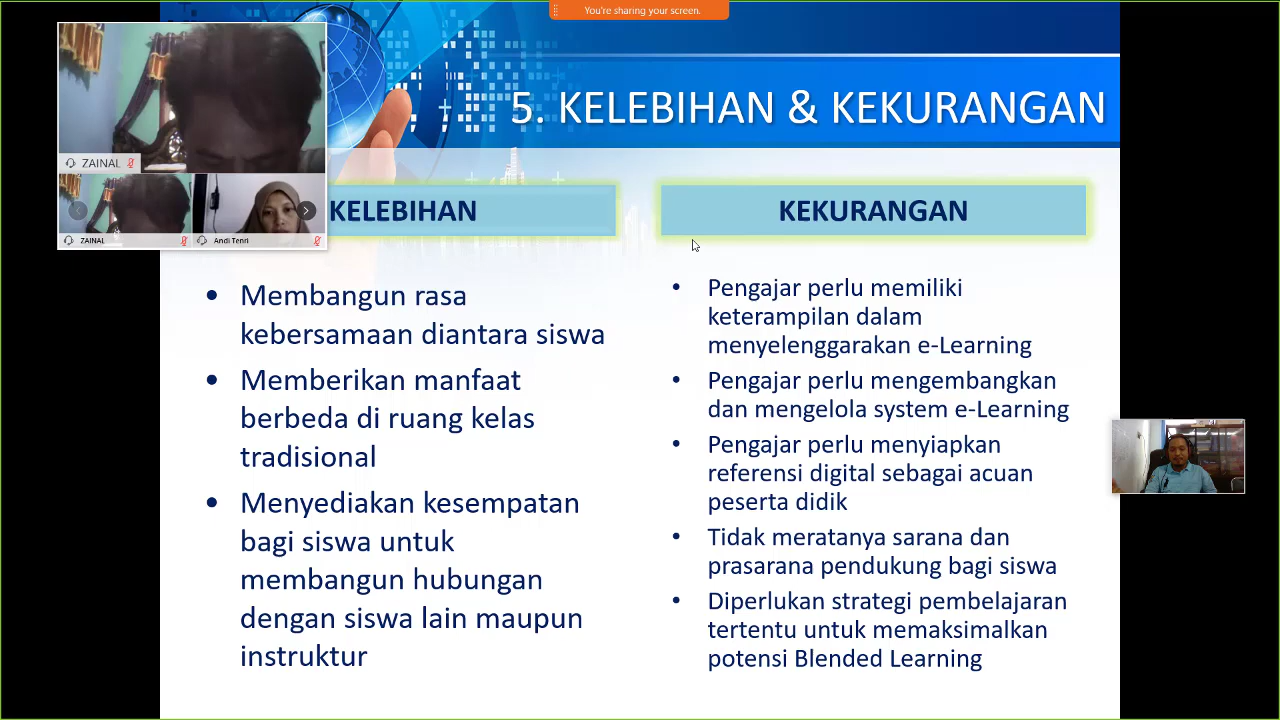 You're sharing your screen.
5. KELEBIHAN & KEKURANGAN
ZAINAL
ZAINAL
Andi Tenri
KELEBIHAN
• Membangun rasa
kebersamaan diantara siswa
• Memberikan manfaat
berbeda di ruang kelas
tradisional
• Menyediakan kesempatan
bagi siswa untuk
membangun hubungan
dengan siswa lain maupun
instruktur
KEKURANGAN
• Pengajar perlu memiliki
keterampilan dalam
menyelenggarakan e-Learning
• Pengajar perlu mengembangkan
dan mengelola system e-Learning
• Pengajar perlu menyiapkan
referensi digital sebagai acuan
peserta didik
• Tidak meratanya sarana dan
prasarana pendukung bagi siswa
• Diperlukan strategi pembelajaran
tertentu untuk memaksimalkan
potensi Blended Learning